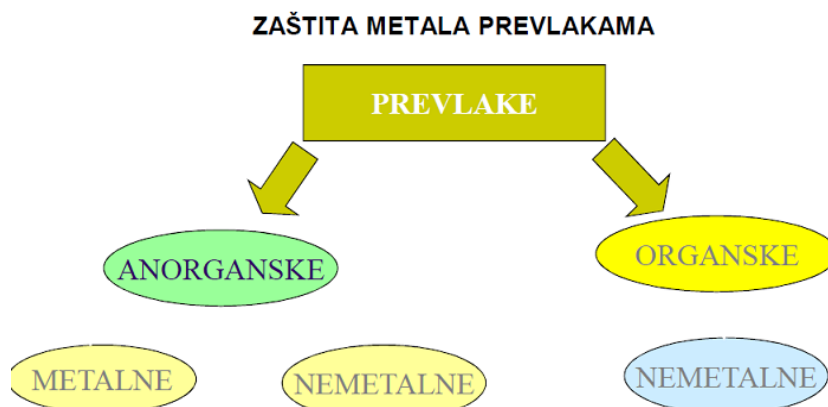 ZAŠTITA METALA PREVLAKAMA
PREVLAKE
ANORGANSKE
ORGANSKE
METALNE
NEMETALNE
NEMETALNE